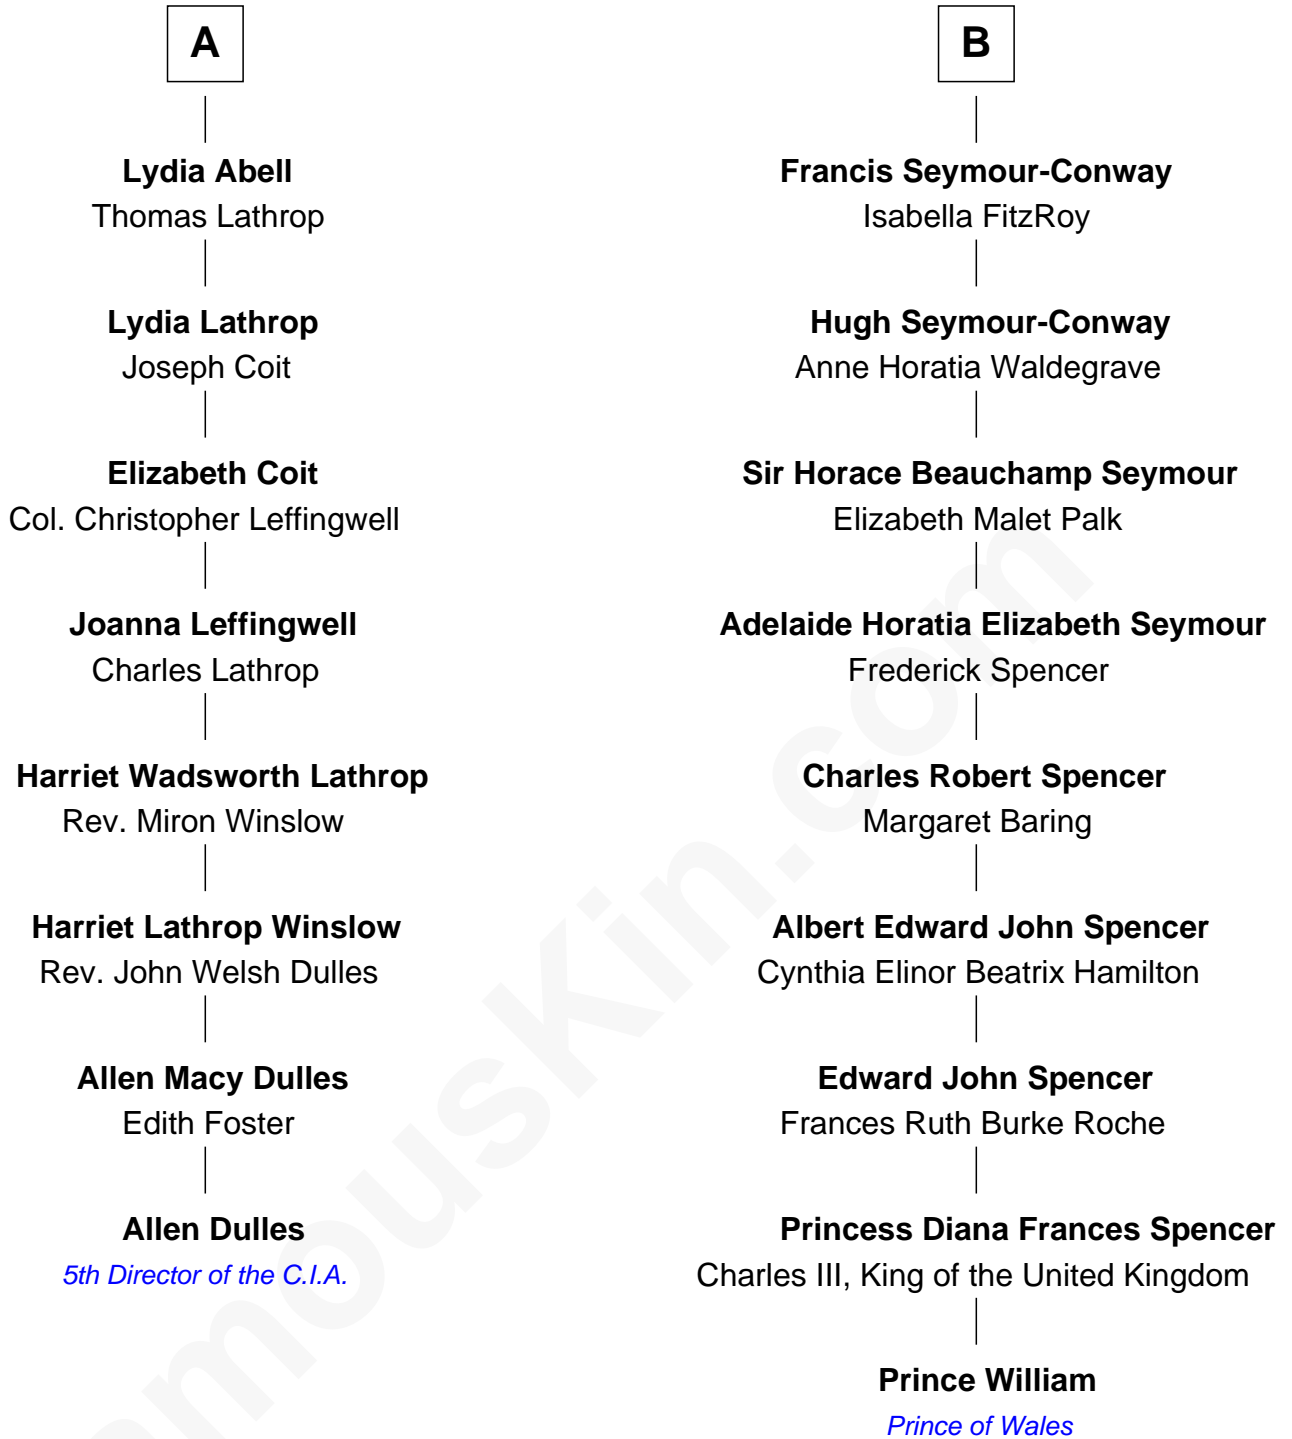 A
Lydia Abell
Thomas Lathrop
Lydia Lathrop
Joseph Coit
Elizabeth Coit
Col. Christopher Leffingwell
Joanna Leffingwell
Charles Lathrop
Harriet Wadsworth Lathrop
Rev. Miron Winslow
Harriet Lathrop Winslow
Rev. John Welsh Dulles
Allen Macy Dulles
Edith Foster
Allen Dulles
5th Director of the C.I.A.
B
Francis Seymour-Conway
Isabella FitzRoy
Hugh Seymour-Conway
Anne Horatia Waldegrave
Sir Horace Beauchamp Seymour
Elizabeth Malet Palk
Adelaide Horatia Elizabeth Seymour
Frederick Spencer
Charles Robert Spencer
Margaret Baring
Albert Edward John Spencer
Cynthia Elinor Beatrix Hamilton
Edward John Spencer
Frances Ruth Burke Roche
Princess Diana Frances Spencer
Charles III, King of the United Kingdom
Prince William
Prince of Wales
amousKin.com